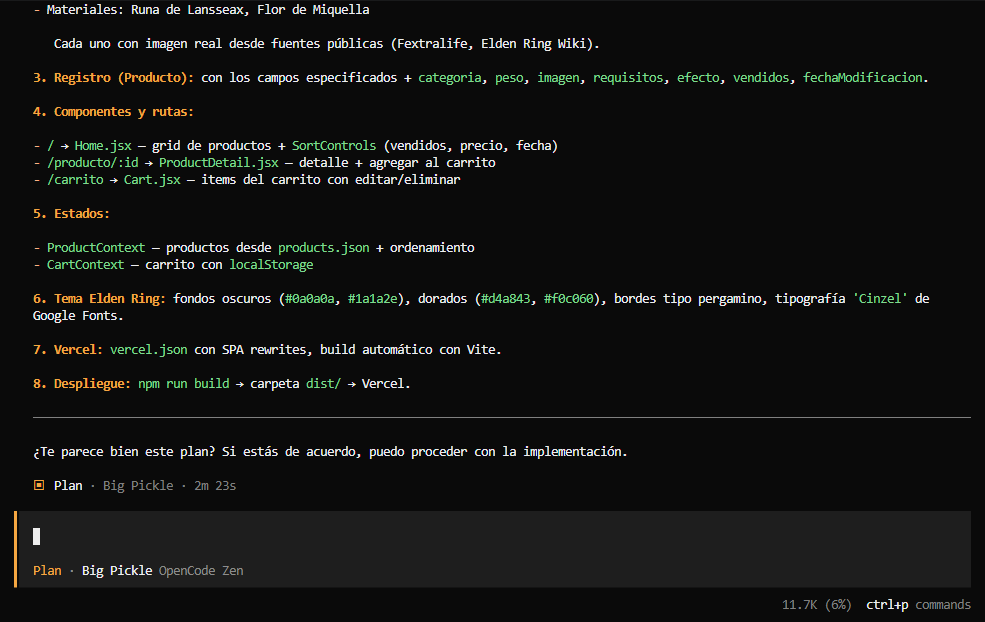 - Materiales: Runa de Lansseax, Flor de Miquella
Cada uno con imagen real desde fuentes públicas (Fextralife, Elden Ring Wiki).
3. Registro (Producto): con los campos especificados + categoria, peso, imagen, requisitos, efecto, vendidos, fechaModificacion.
4. Componentes y rutas:
- / → Home.jsx — grid de productos + SortControls (vendidos, precio, fecha)
- /producto/:id → ProductDetail.jsx — detalle + agregar al carrito
- /carrito → Cart.jsx — items del carrito con editar/eliminar
5. Estados:
- ProductContext — productos desde products.json + ordenamiento
- CartContext — carrito con localStorage
6. Tema Elden Ring: fondos oscuros (#0a0a0a, #1a1a2e), dorados (#d4a843, #f0c060), bordes tipo pergamino, tipografía 'Cinzel' de
Google Fonts.
7. Vercel: vercel.json con SPA rewrites, build automático con Vite.
8. Despliegue: npm run build → carpeta dist/ → Vercel.
¿Te parece bien este plan? Si estás de acuerdo, puedo proceder con la implementación.
Plan · Big Pickle · 2m 23s
Plan · Big Pickle OpenCode Zen
11.7K (6%) ctrl+p commands